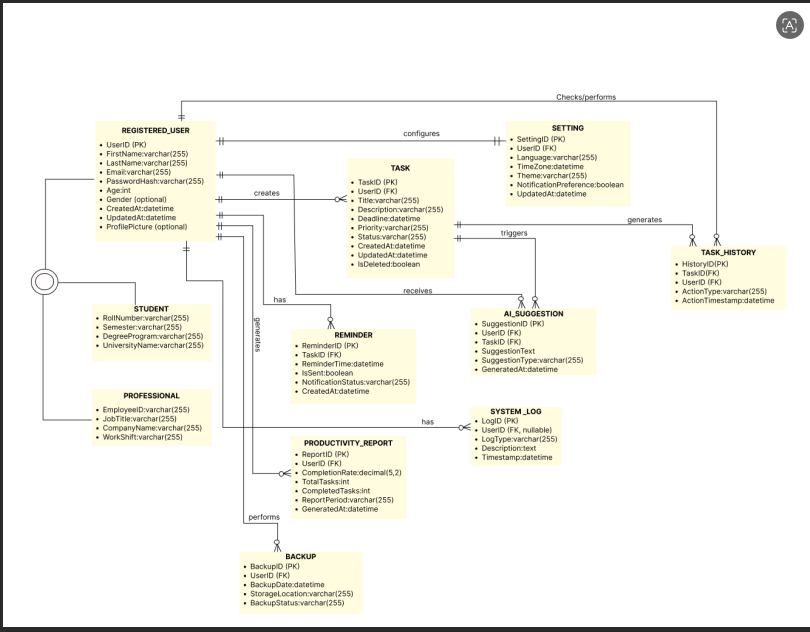 Checks/performs
REGISTERED_USER
• UserID (PK)
• FirstName:varchar(255)
• LastName:varchar(255)
• Email:varchar(255)
• PasswordHash:varchar(255)
• Age:int
• Gender (optional)
• CreatedAt:datetime
• UpdatedAt:datetime
• ProfilePicture (optional)
configures
SETTING
• SettingID (PK)
• UserID (FK)
• Language:varchar(255)
• TimeZone:datetime
• Theme:varchar(255)
• NotificationPreference:boolean
• UpdatedAt:datetime
creates
TASK
• TaskID (PK)
• UserID (FK)
• Title:varchar(255)
• Description:varchar(255)
• Deadline:datetime
• Priority:varchar(255)
• Status:varchar(255)
• CreatedAt:datetime
• UpdatedAt:datetime
• IsDeleted:boolean
generates
triggers
TASK_HISTORY
• HistoryID(PK)
• TaskID(FK)
• UserID (FK)
• ActionType:varchar(255)
• ActionTimestamp:datetime
receives
has
generates
STUDENT
• RollNumber:varchar(255)
• Semester:varchar(255)
• DegreeProgram:varchar(255)
• UniversityName:varchar(255)
REMINDER
• ReminderID (PK)
• TaskID (FK)
• ReminderTime:datetime
• IsSent:boolean
• NotificationStatus:varchar(255)
• CreatedAt:datetime
AI_SUGGESTION
• SuggestionID (PK)
• UserID (FK)
• TaskID (FK)
• SuggestionText
• SuggestionType:varchar(255)
• GeneratedAt:datetime
PROFESSIONAL
• EmployeeID:varchar(255)
• JobTitle:varchar(255)
• CompanyName:varchar(255)
• WorkShift:varchar(255)
has
SYSTEM _LOG
• LogID (PK)
• UserID (FK, nullable)
• LogType:varchar(255)
• Description:text
• Timestamp:datetime
PRODUCTIVITY_REPORT
• ReportID (PK)
• UserID (FK)
• CompletionRate:decimal(5,2)
• TotalTasks:int
• CompletedTasks:int
• ReportPeriod:varchar(255)
• GeneratedAt:datetime
performs
BACKUP
• BackupID (PK)
• UserID (FK)
• BackupDate:datetime
• StorageLocation:varchar(255)
• BackupStatus:varchar(255)